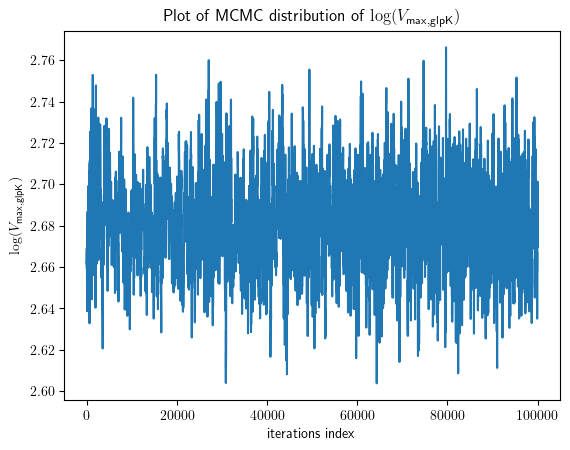 Plot of MCMC distribution of log(V_max,glpK)
log(V_max,glpK)
2.76
2.74
2.72
2.70
2.68
2.66
2.64
2.62
2.60
0 20000 40000 60000 80000 100000
iterations index